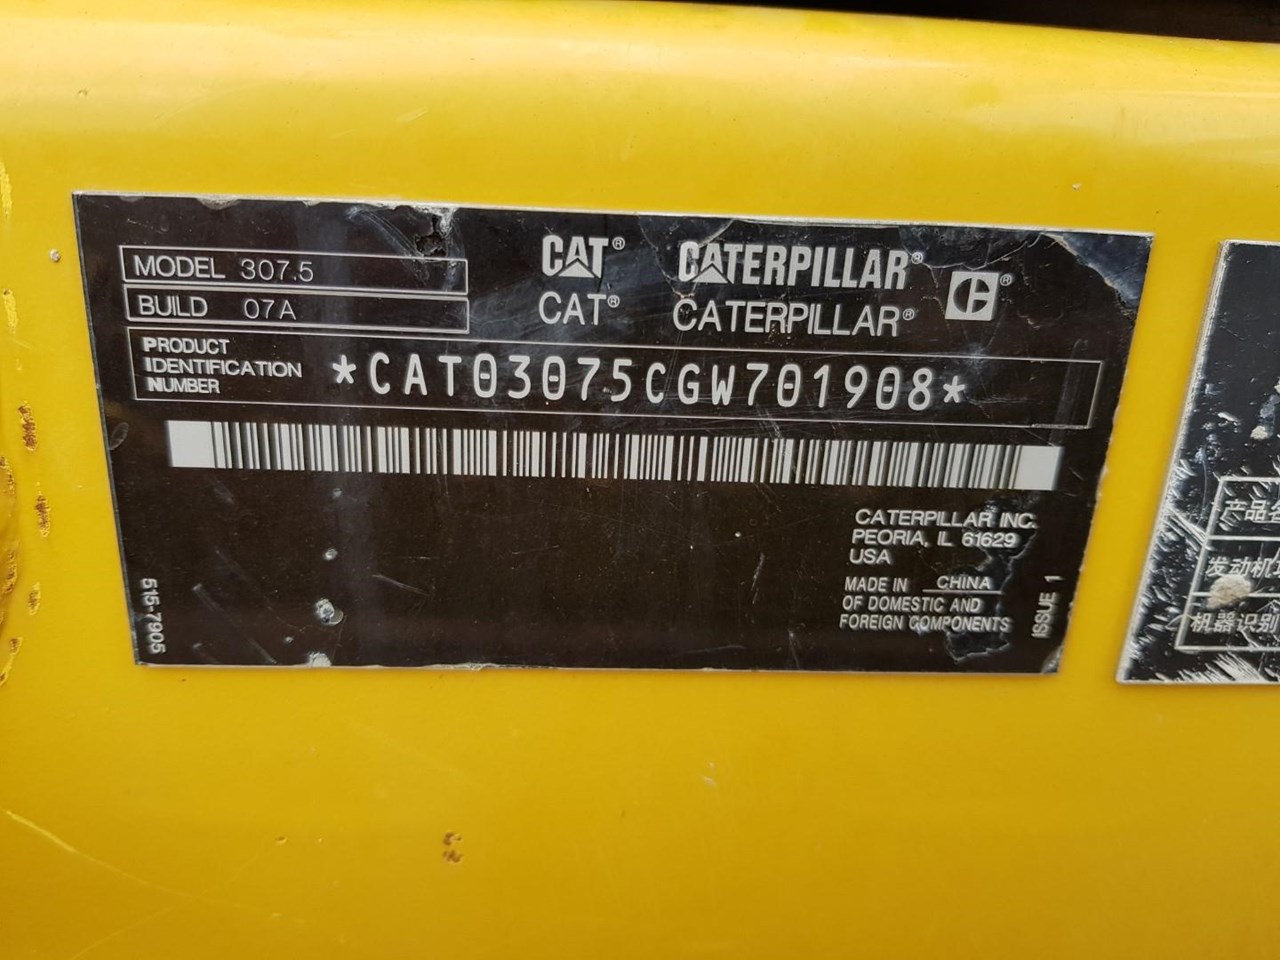 MODEL 307.5
BUILD 07A
CAT® CATERPILLAR®
CAT® CATERPILLAR® C®
PRODUCT
IDENTIFICATION
NUMBER
*CAT03075CGW701908*
CATERPILLAR INC.
PEORIA, IL 61629
USA
MADE IN CHINA
OF DOMESTIC AND
FOREIGN COMPONENTS
515-7905
ISSUE 1
产品
发动机
机器识别